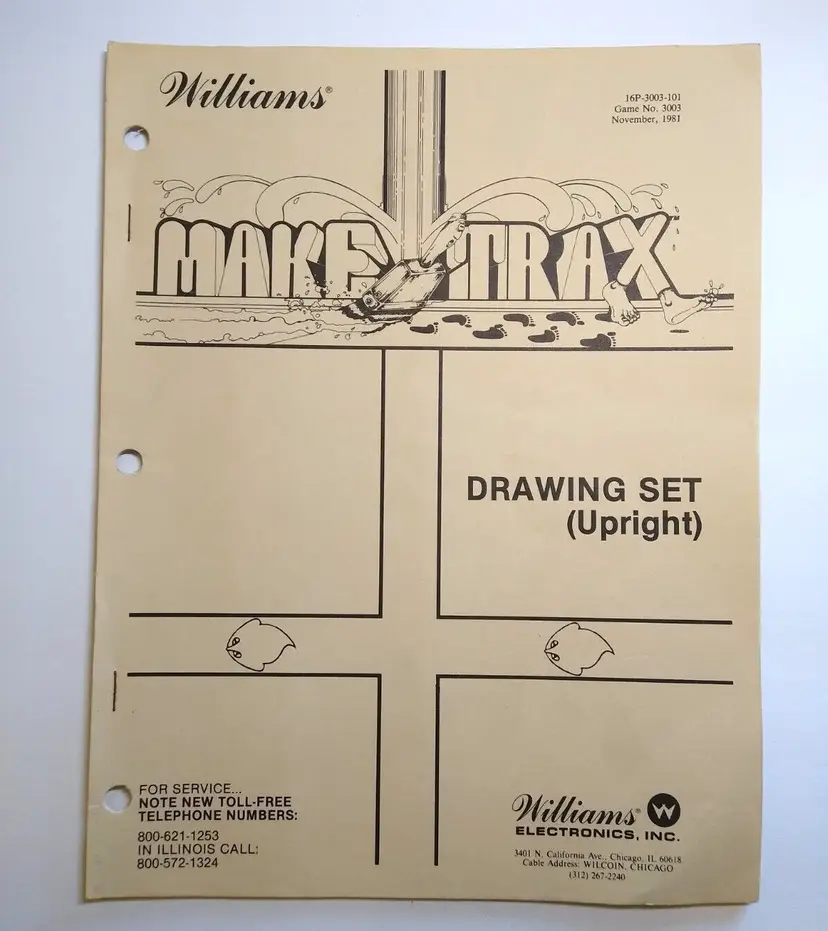 Williams®
16P-3003-101
Game No. 3003
November, 1981
MAKE TRAX
DRAWING SET
(Upright)
FOR SERVICE...
NOTE NEW TOLL-FREE
TELEPHONE NUMBERS:
800-621-1253
IN ILLINOIS CALL:
800-572-1324
Williams® W
ELECTRONICS, INC.
3401 N. California Ave., Chicago, IL 60618
Cable Address: WILCOIN, CHICAGO
(312) 267-2240